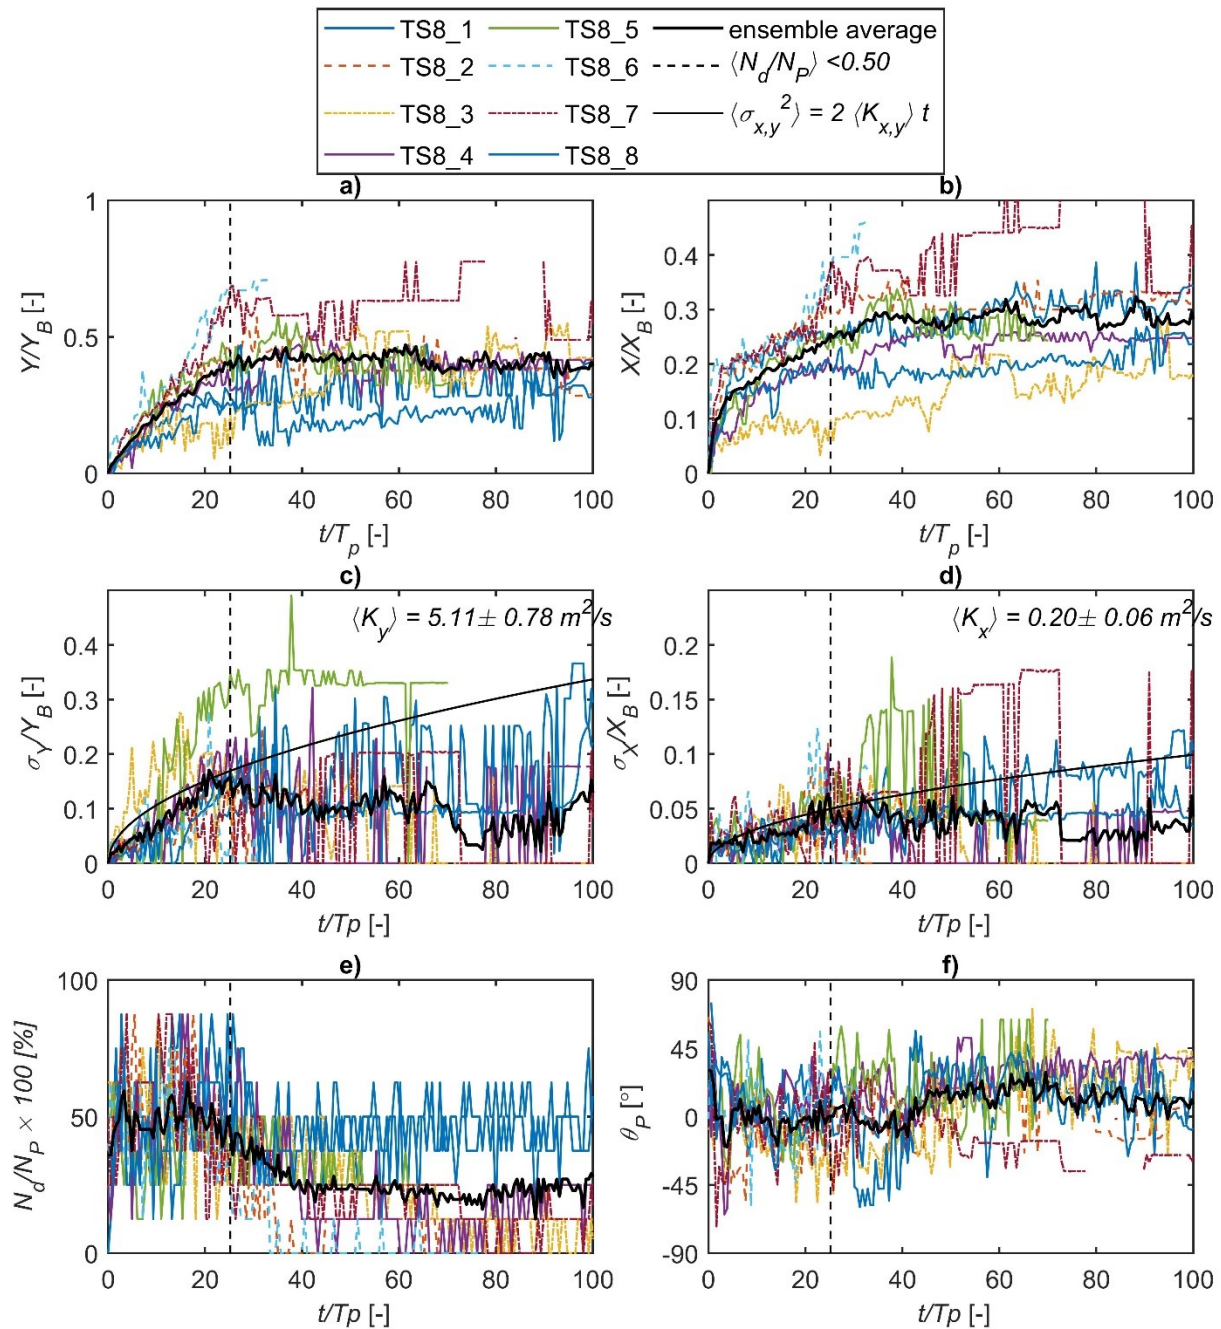 TS8_1 TS8_5 ensemble average
TS8_2 TS8_6 ⟨N_d/N_P⟩ <0.50
TS8_3 TS8_7 ⟨σ_{x,y}^2⟩ = 2 ⟨K_{x,y}⟩ t
TS8_4 TS8_8
a)
1
0.5
0
Y/Y_B [-]
0 20 40 60 80 100
t/T_p [-]
b)
0.4
0.3
0.2
0.1
0
X/X_B [-]
0 20 40 60 80 100
t/T_p [-]
c)
⟨K_y⟩ = 5.11± 0.78 m^2/s
0.4
0.3
0.2
0.1
0
σ_Y/Y_B [-]
0 20 40 60 80 100
t/Tp [-]
d)
⟨K_x⟩ = 0.20± 0.06 m^2/s
0.2
0.15
0.1
0.05
0
σ_X/X_B [-]
0 20 40 60 80 100
t/Tp [-]
e)
100
50
0
N_d/N_P × 100 [%]
0 20 40 60 80 100
t/Tp [-]
f)
90
45
0
-45
-90
θ_P [°]
0 20 40 60 80 100
t/Tp [-]